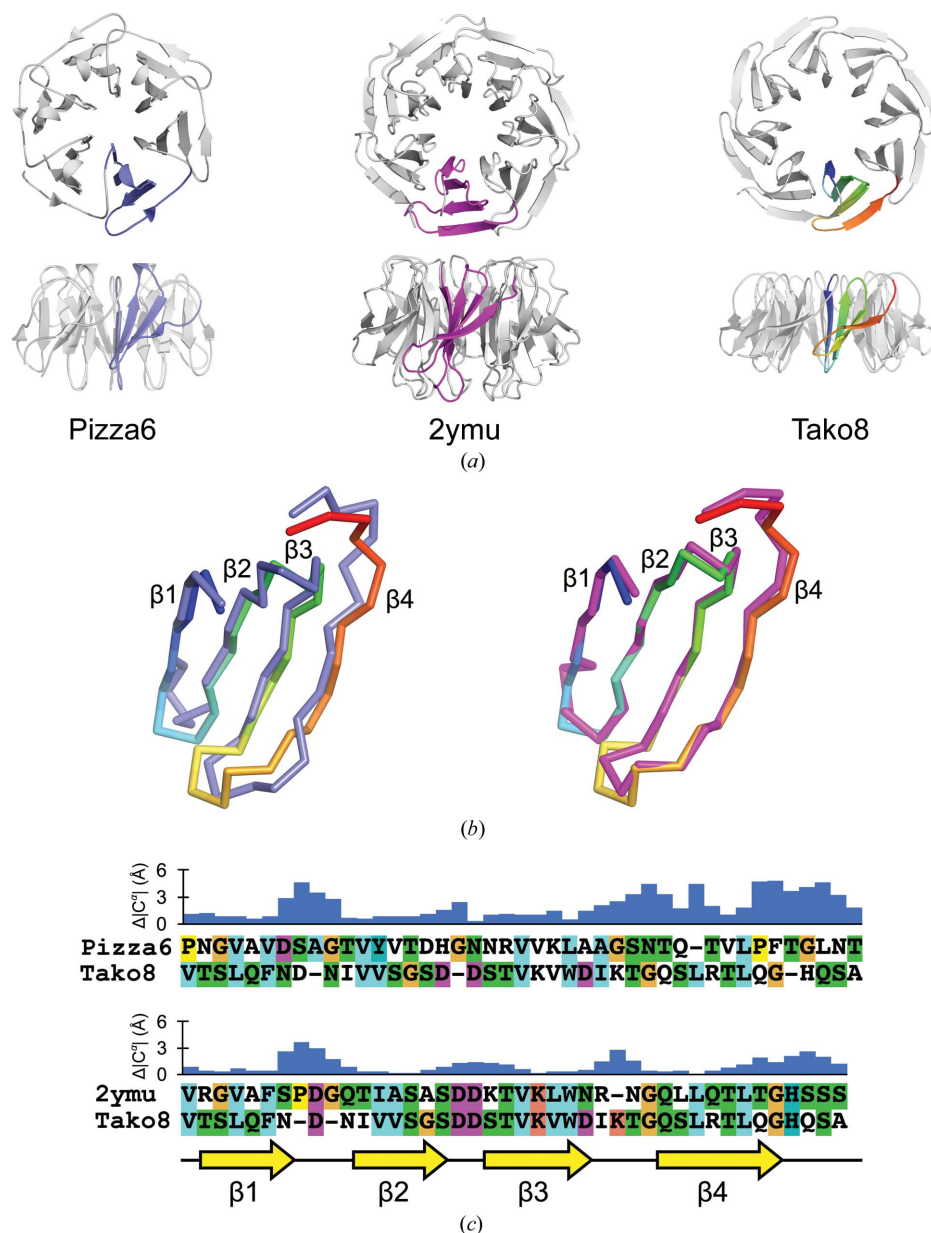 Pizza6
2ymu
Tako8
(a)
β1
β2
β3
β4
β1
β2
β3
β4
(b)
Δ|Cα| (Å)
6
3
0
Pizza6 PNGVAVDSAGTVYVTDHGNNRVVKLAAGSNTQ-TVLPFTGLNT
Tako8 VTSLQFND-NIVVSGSD-DSTVKVWDIKTGQSLRTLQG-HQSA
Δ|Cα| (Å)
6
3
0
2ymu VRGVAFSPDGQTIASASDDKTVKLWNR-NGQLLQTLTGHSSS
Tako8 VTSLQFN-D-NIVVSGSDDSTVKVWDIKTGQSLRTLQGHQSA
β1
β2
β3
β4
(c)